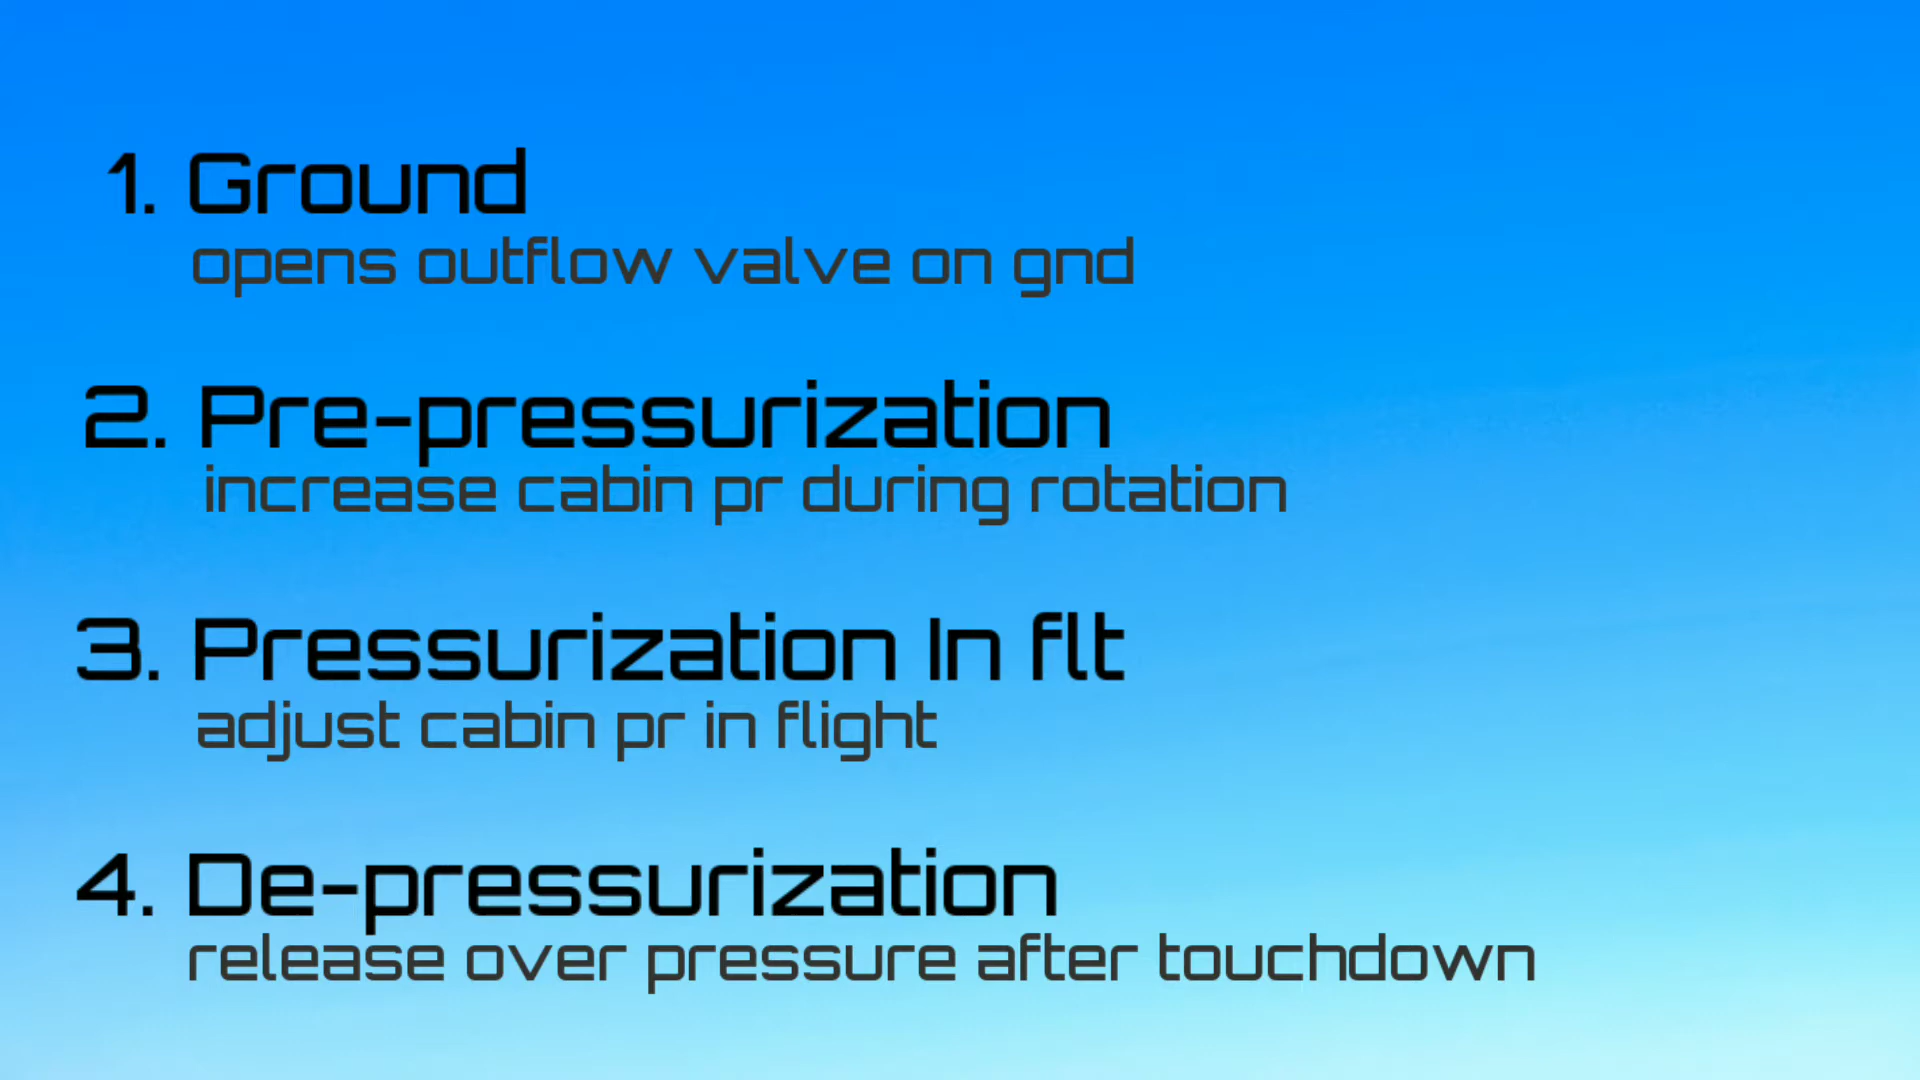 1. Ground
opens outflow valve on gnd
2. Pre-pressurization
increase cabin pr during rotation
3. Pressurization In flt
adjust cabin pr in flight
4. De-pressurization
release over pressure after touchdown